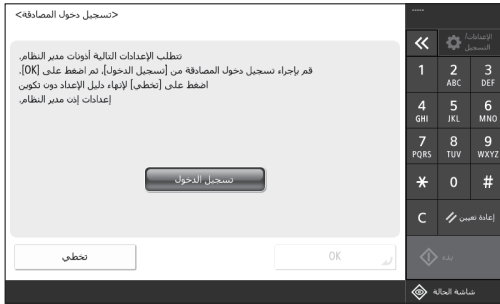 <تسجيل دخول المصادقة>
تتطلب الإعدادات التالية أذونات مدير النظام.
قم بإجراء تسجيل دخول المصادقة من [تسجيل الدخول]، ثم اضغط على [OK].
اضغط على [تخطي] لإنهاء دليل الإعداد دون تكوين
إعدادات إذن مدير النظام.
تسجيل الدخول
تخطي
OK
الإعدادات/
التسجيل
1
2
ABC
3
DEF
4
GHI
5
JKL
6
MNO
7
PQRS
8
TUV
9
WXYZ
*
0
#
C
إعادة تعيين
بدء
شاشة الحالة